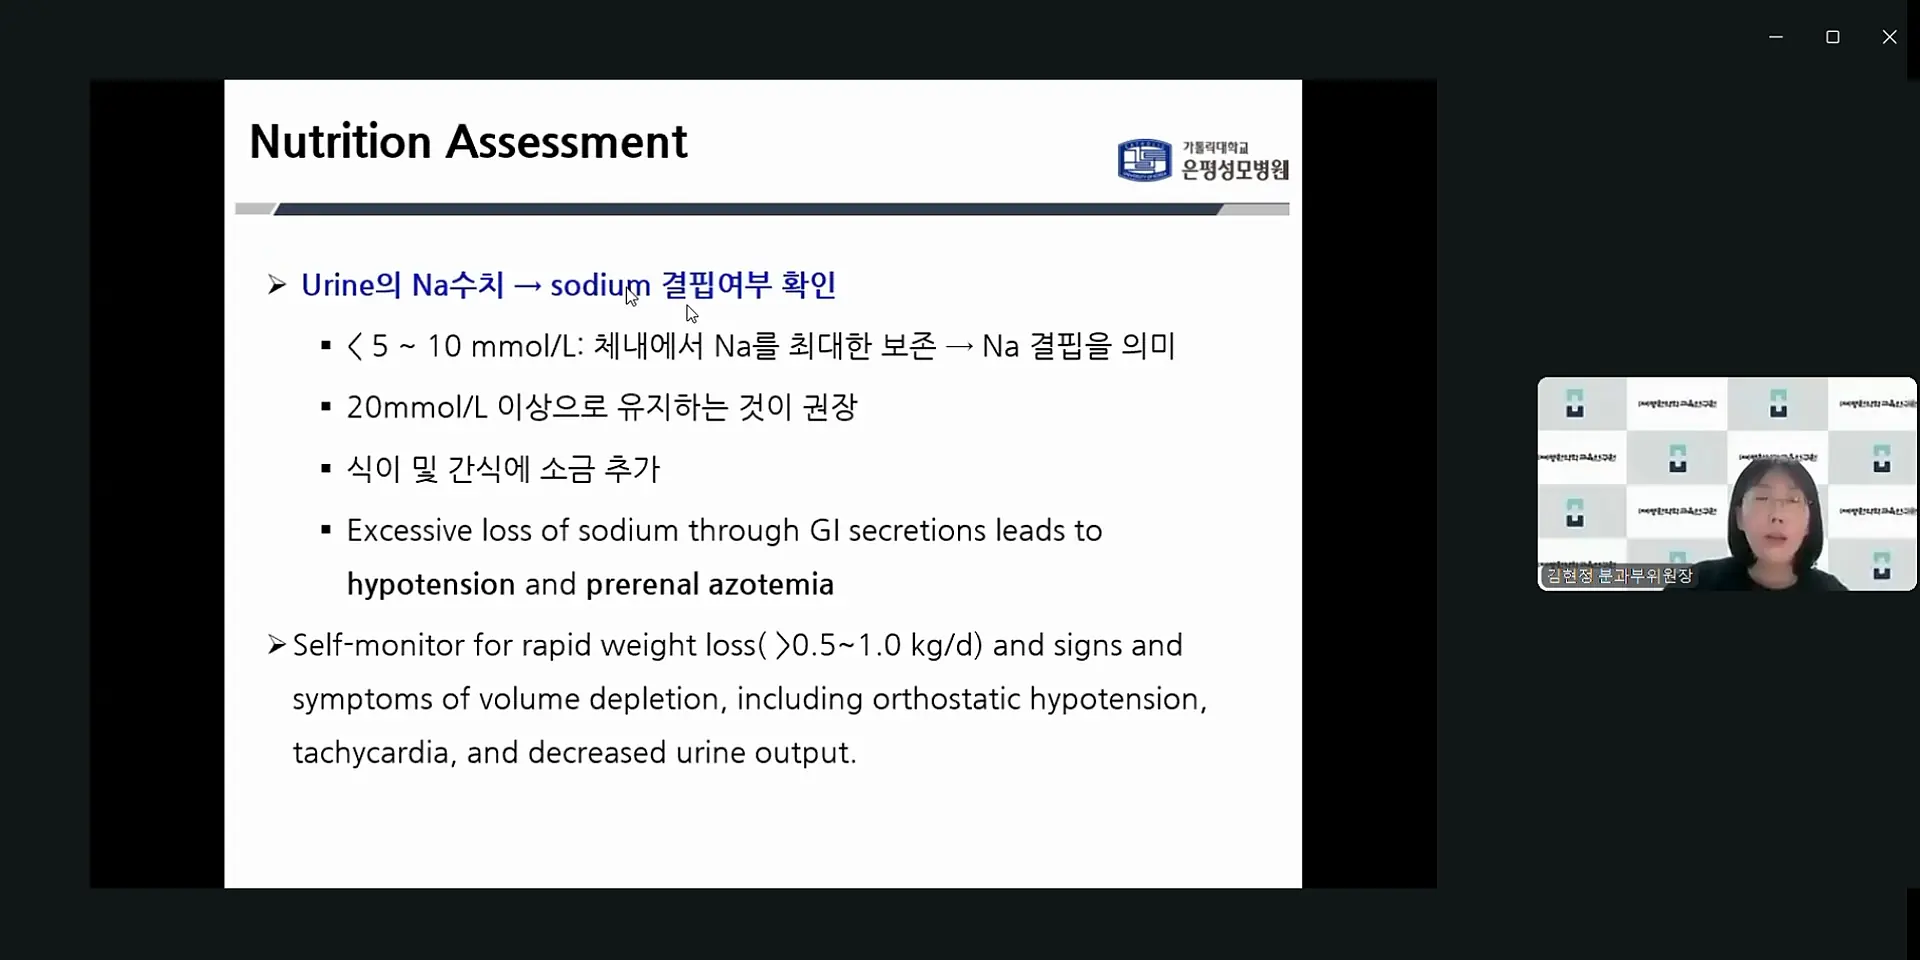 Nutrition Assessment
가톨릭대학교
은평성모병원
➢ Urine의 Na수치 → sodium 결핍여부 확인
▪ < 5 ~ 10 mmol/L: 체내에서 Na를 최대한 보존 → Na 결핍을 의미
▪ 20mmol/L 이상으로 유지하는 것이 권장
▪ 식이 및 간식에 소금 추가
▪ Excessive loss of sodium through GI secretions leads to
hypotension and prerenal azotemia
➢ Self-monitor for rapid weight loss( >0.5~1.0 kg/d) and signs and
symptoms of volume depletion, including orthostatic hypotension,
tachycardia, and decreased urine output.
김현정 분과부위원장